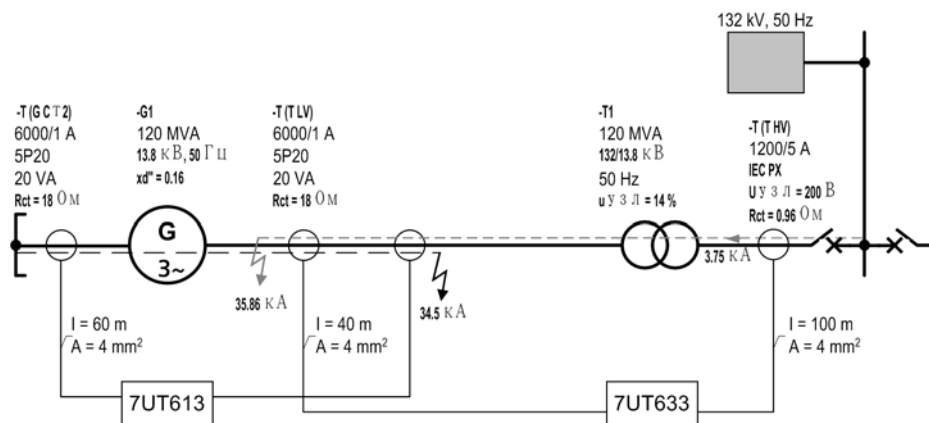 132 kV, 50 Hz
-T (G C T 2)
6000/1 A
5P20
20 VA
Rct = 18 Ом
-G1
120 MVA
13.8 кВ, 50 Гц
xd" = 0.16
-T (T LV)
6000/1 A
5P20
20 VA
Rct = 18 Ом
-T1
120 MVA
132/13.8 кВ
50 Hz
u у з л = 14 %
-T (T HV)
1200/5 A
IEC PX
U у з л = 200 В
Rct = 0.96 Ом
G
3~
3.75 кА
35.86 кА
34.5 кА
l = 60 m
A = 4 mm²
l = 40 m
A = 4 mm²
l = 100 m
A = 4 mm²
7UT613
7UT633